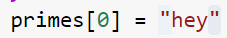 primes[0] = "hey"